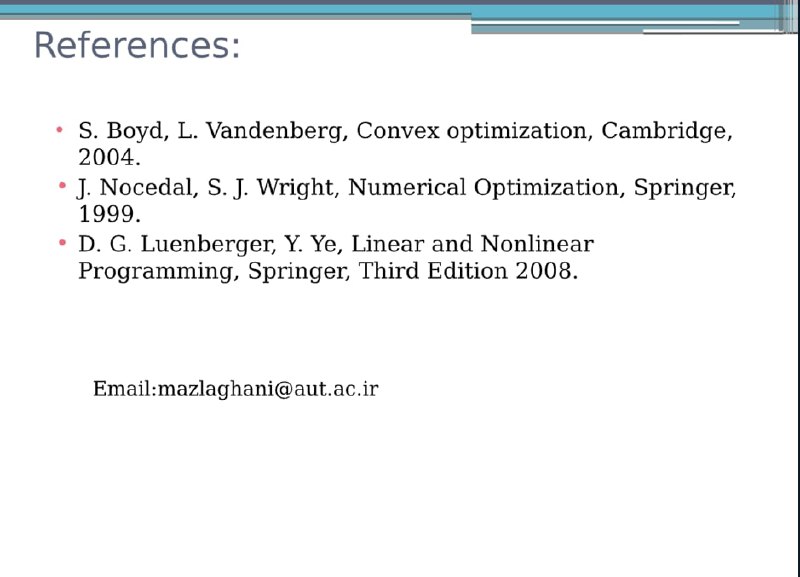 References:
• S. Boyd, L. Vandenberg, Convex optimization, Cambridge,
2004.
• J. Nocedal, S. J. Wright, Numerical Optimization, Springer,
1999.
• D. G. Luenberger, Y. Ye, Linear and Nonlinear
Programming, Springer, Third Edition 2008.
Email:mazlaghani@aut.ac.ir